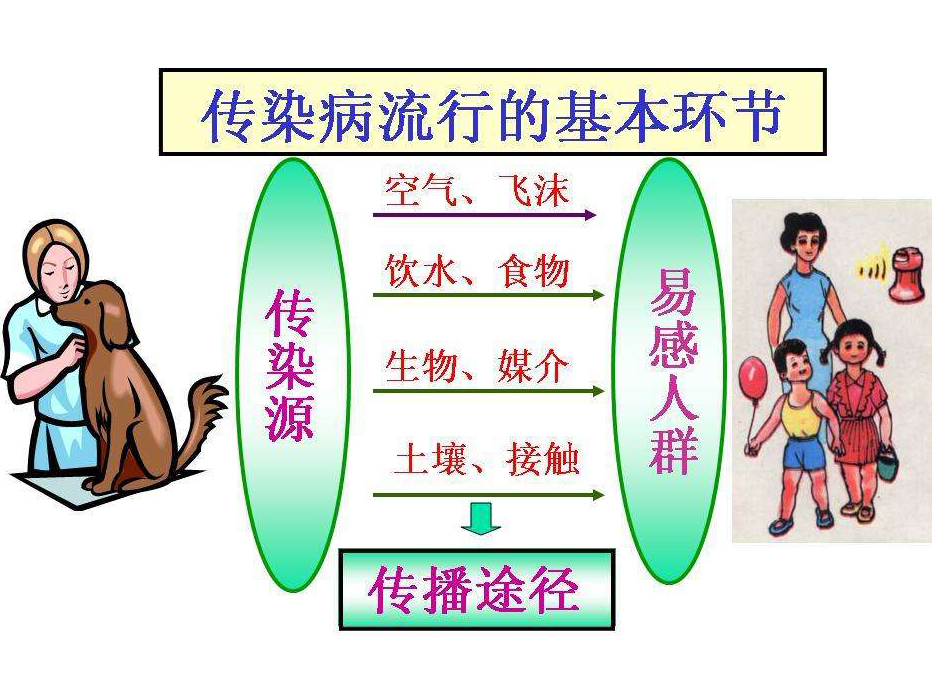 传染病流行的基本环节
空气、飞沫
饮水、食物
生物、媒介
土壤、接触
传染源
易感人群
传播途径